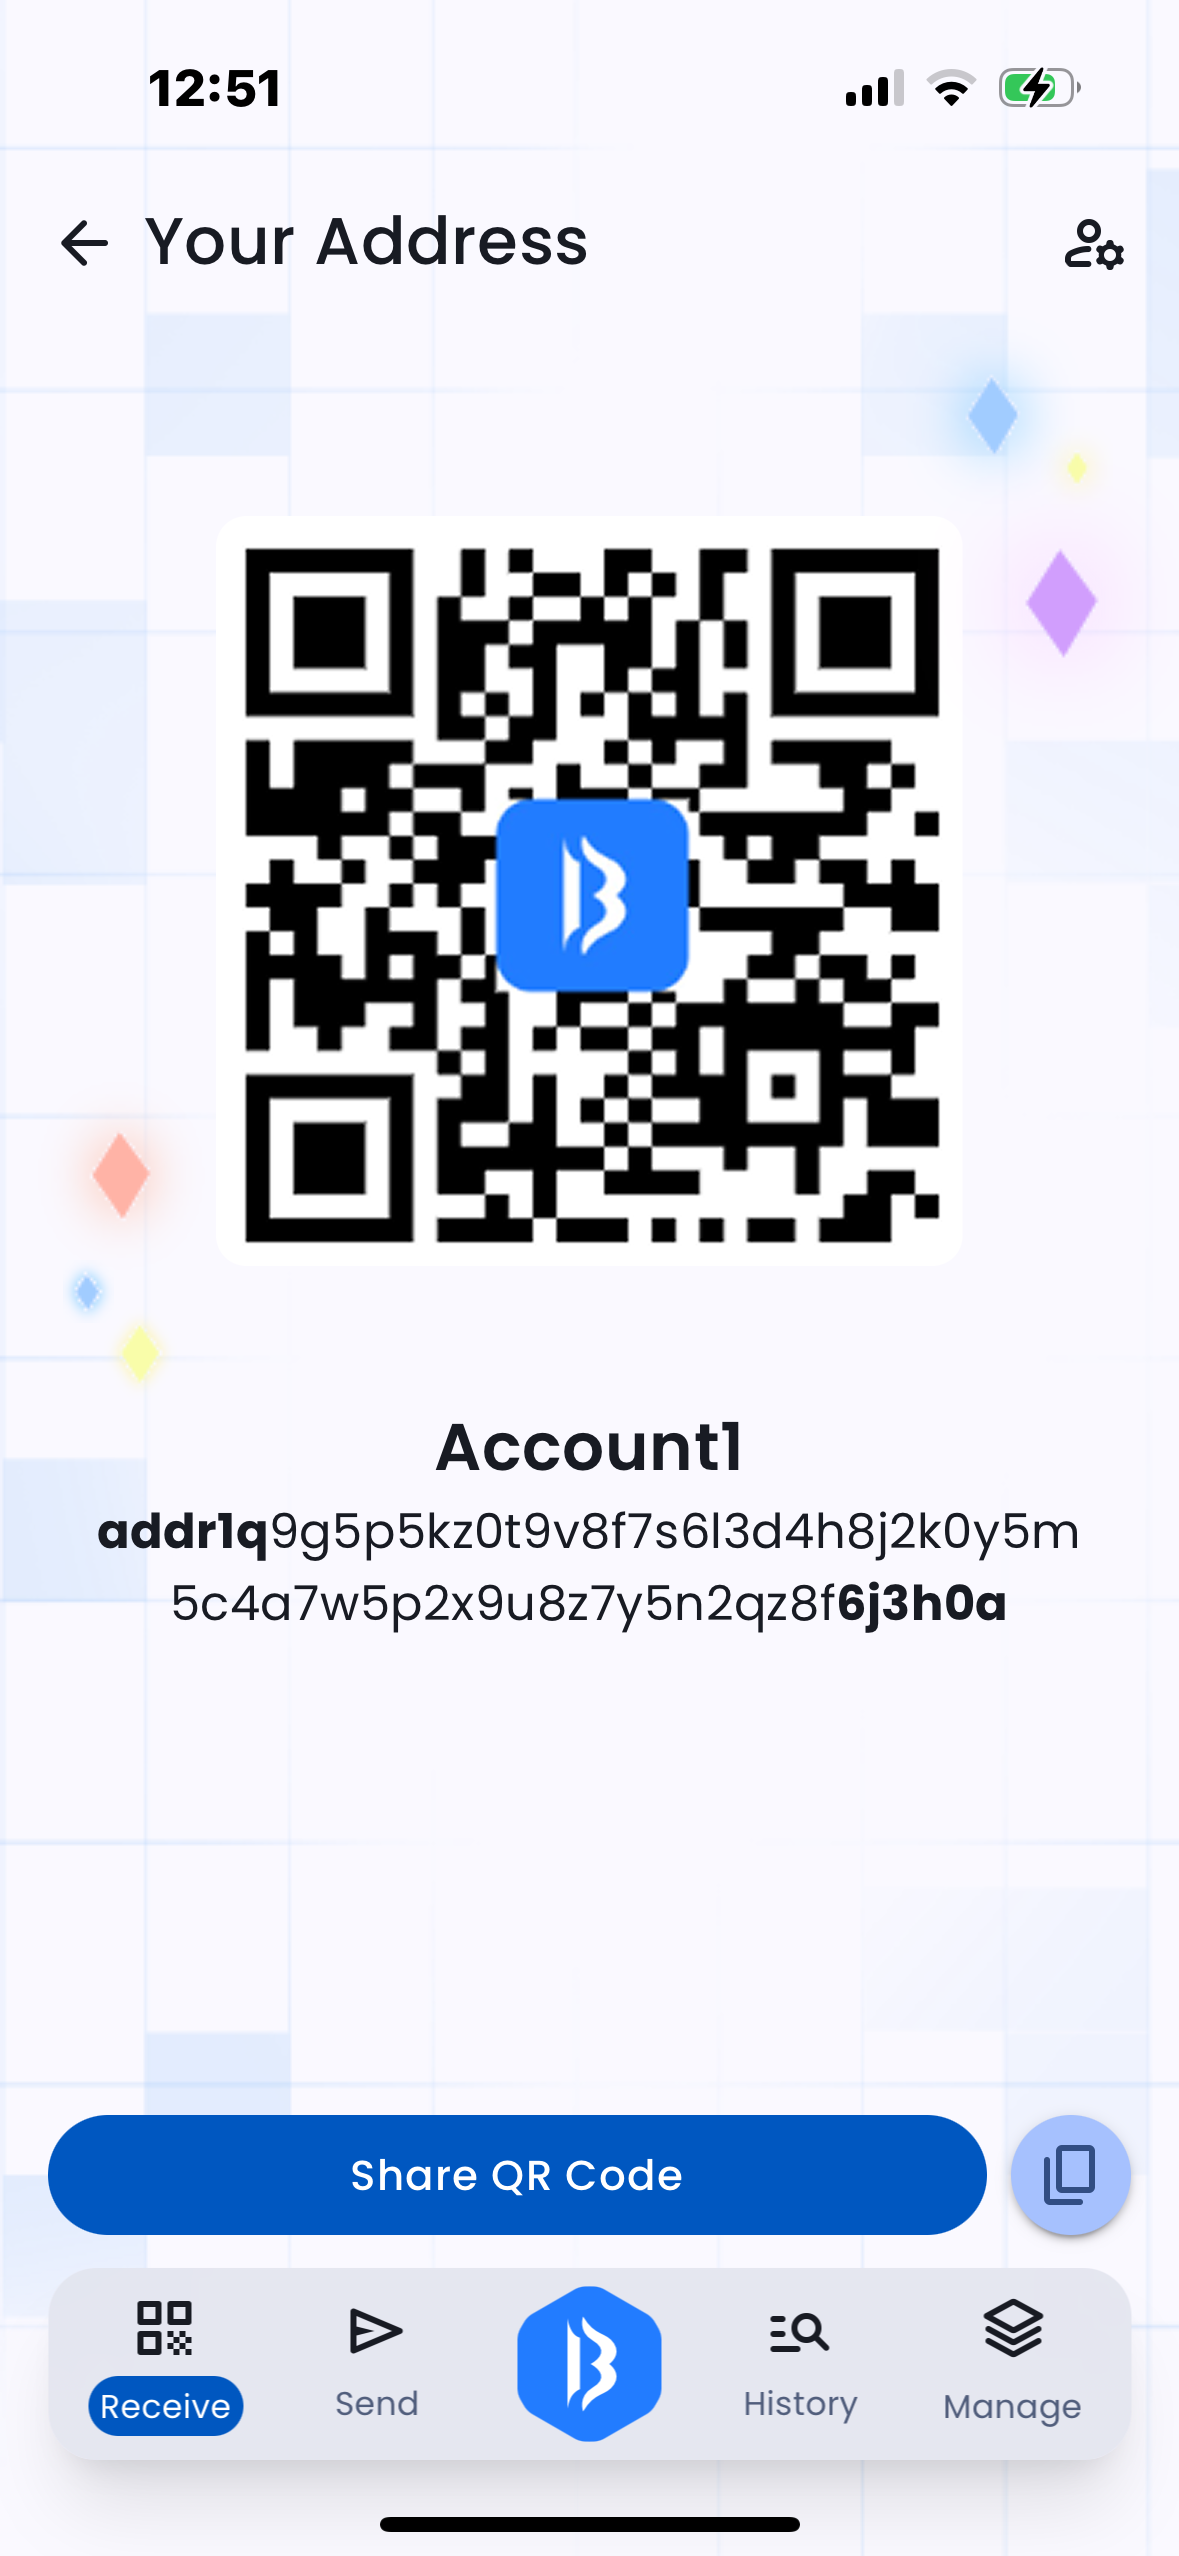 12:51
Your Address
Account1
addr1q9g5p5kz0t9v8f7s6l3d4h8j2k0y5m
5c4a7w5p2x9u8z7y5n2qz8f6j3h0a
Share QR Code
Receive
Send
History
Manage